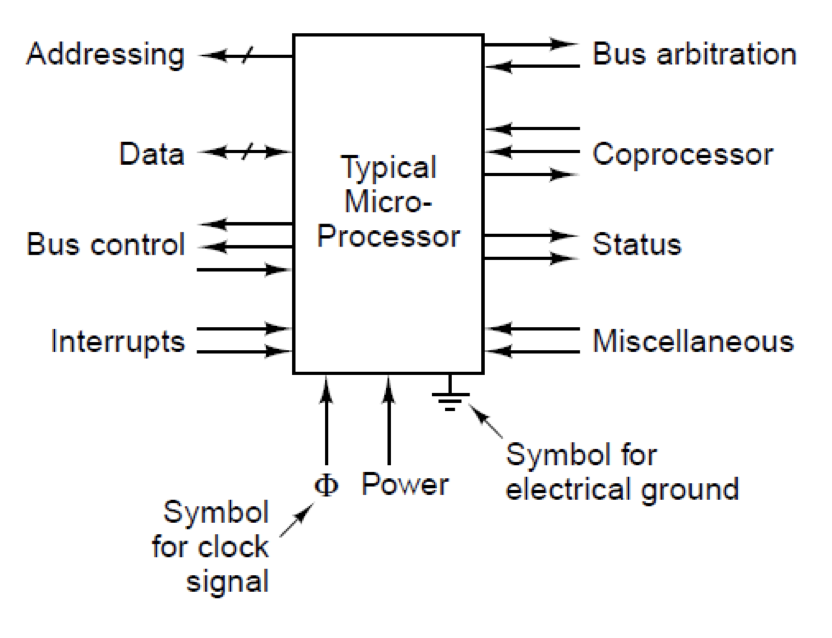 Addressing
Bus arbitration
Data
Typical
Micro-
Processor
Coprocessor
Bus control
Status
Interrupts
Miscellaneous
Φ
Power
Symbol for
electrical ground
Symbol
for clock
signal